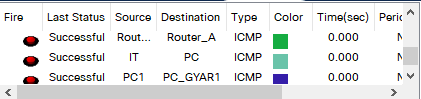 Fire Last Status Source Destination Type Color Time(sec) Perio
Successful Rout... Router_A ICMP 0.000 N
Successful IT PC ICMP 0.000 N
Successful PC1 PC_GYAR1 ICMP 0.000 N